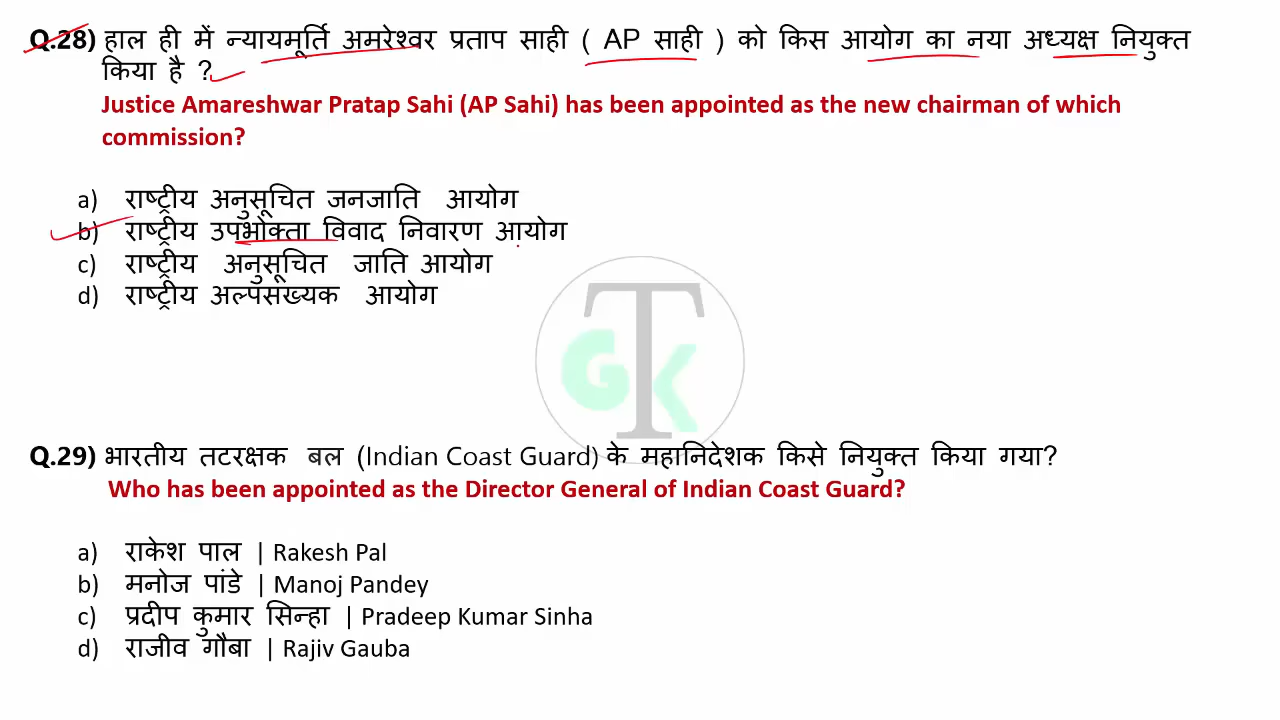 Q.28) हाल ही में न्यायमूर्ति अमरेश्वर प्रताप साही ( AP साही ) को किस आयोग का नया अध्यक्ष नियुक्त
किया है ?
Justice Amareshwar Pratap Sahi (AP Sahi) has been appointed as the new chairman of which
commission?
a) राष्ट्रीय अनुसूचित जनजाति आयोग
b) राष्ट्रीय उपभोक्ता विवाद निवारण आयोग
c) राष्ट्रीय अनुसूचित जाति आयोग
d) राष्ट्रीय अल्पसंख्यक आयोग
T
GK
Q.29) भारतीय तटरक्षक बल (Indian Coast Guard) के महानिदेशक किसे नियुक्त किया गया?
Who has been appointed as the Director General of Indian Coast Guard?
a) राकेश पाल | Rakesh Pal
b) मनोज पांडे | Manoj Pandey
c) प्रदीप कुमार सिन्हा | Pradeep Kumar Sinha
d) राजीव गौबा | Rajiv Gauba